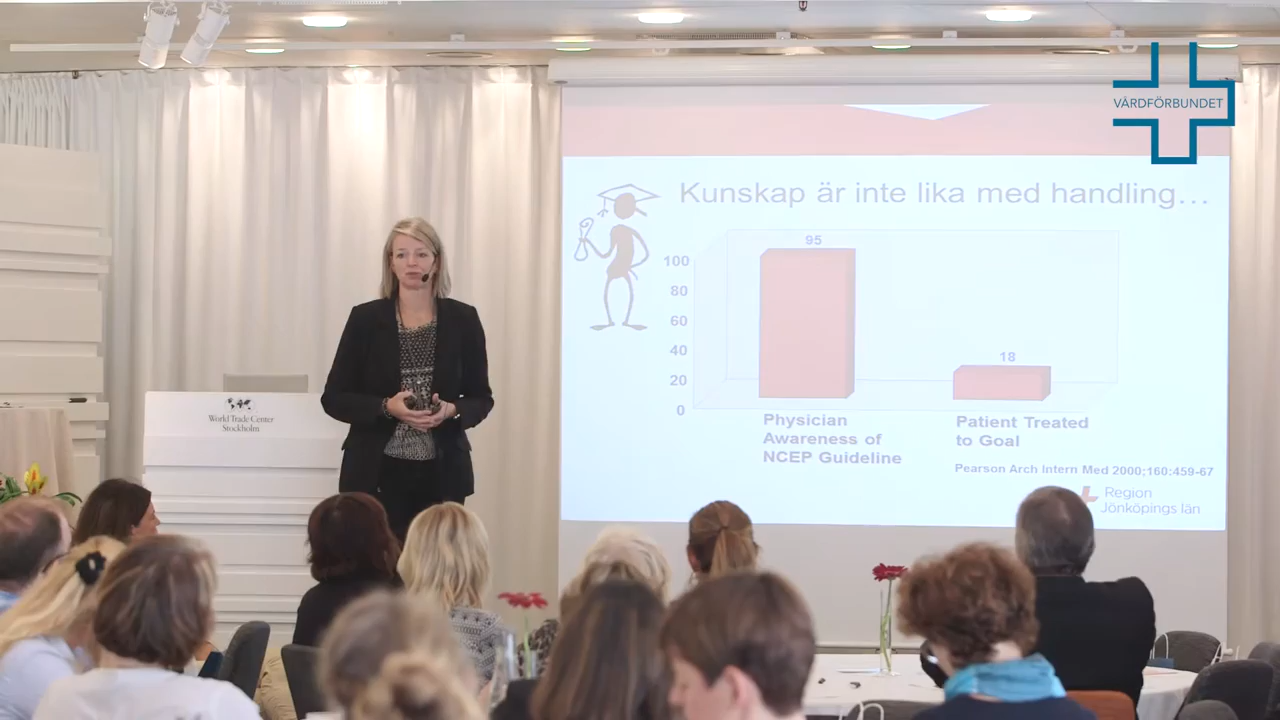 VÅRDFÖRBUNDET
Kunskap är inte lika med handling...
95
100
80
60
40
20
0
18
Physician
Awareness of
NCEP Guideline
Patient Treated
to Goal
Pearson Arch Intern Med 2000;160:459-67
Region
Jönköpings län
World Trade Center
Stockholm